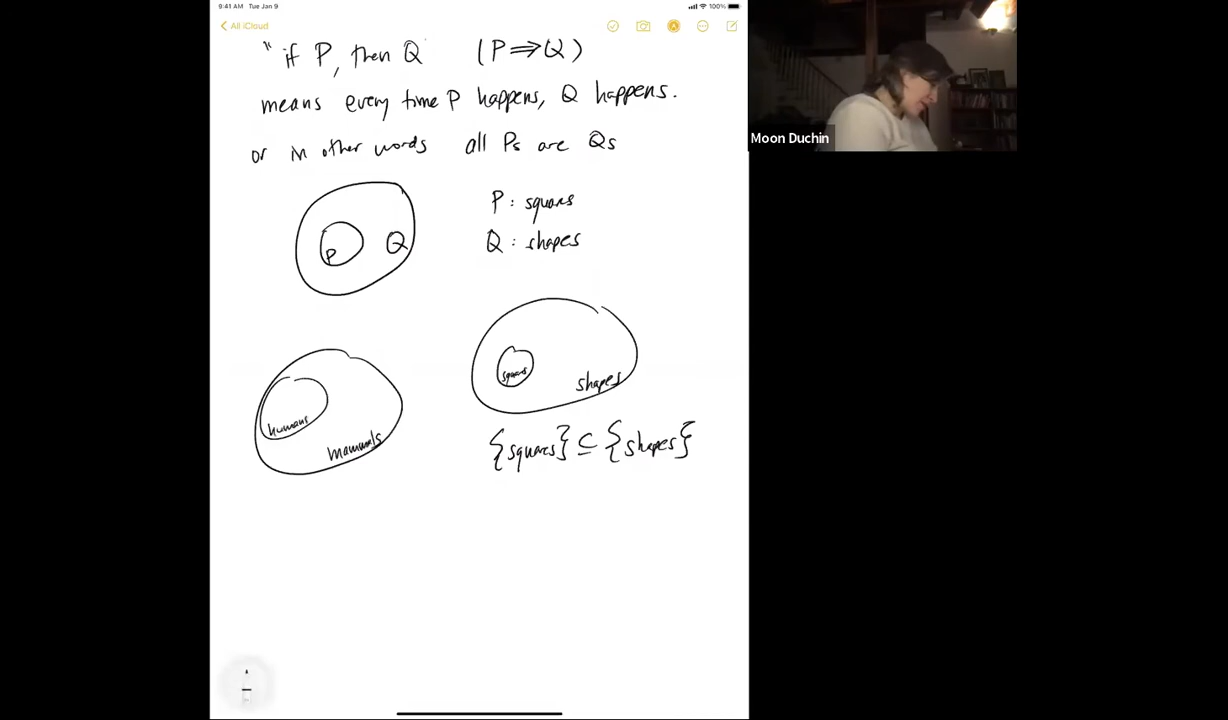 9:41 AM Tue Jan 9
100%
All iCloud
"if P, then Q (P⇒Q)
means every time P happens, Q happens.
or in other words all Ps are Qs
P : squares
Q : shapes
P Q
squares
shapes
humans
mammals
{squares} ⊆ {shapes}
Moon Duchin